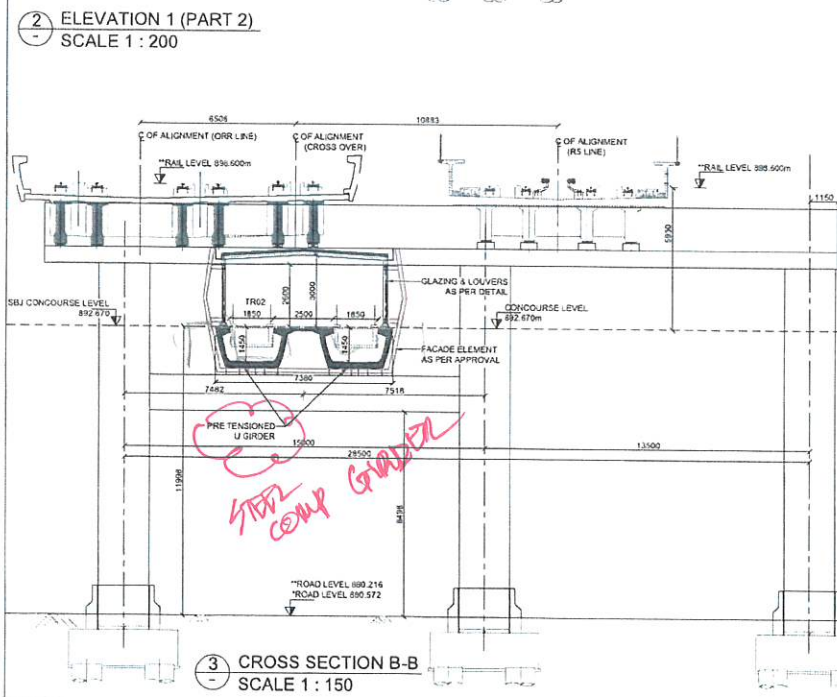 2 ELEVATION 1 (PART 2)
- SCALE 1 : 200
6506
10883
℄ OF ALIGNMENT (ORR LINE)
℄ OF ALIGNMENT
(CROSS OVER)
℄ OF ALIGNMENT
(RS LINE)
**RAIL LEVEL 898.600m
**RAIL LEVEL 898.600m
1150
5930
GLAZING & LOUVERS
AS PER DETAIL
SBJ CONCOURSE LEVEL
892.670
TR02
2600
3000
1850
2500
1850
CONCOURSE LEVEL
892.670m
1450
1450
FACADE ELEMENT
AS PER APPROVAL
7380
7482
7518
PRE TENSIONED
U GIRDER
15000
13500
28500
STEEL
COMP GIRDER
11998
8498
**ROAD LEVEL 880.216
*ROAD LEVEL 880.572
3 CROSS SECTION B-B
- SCALE 1 : 150